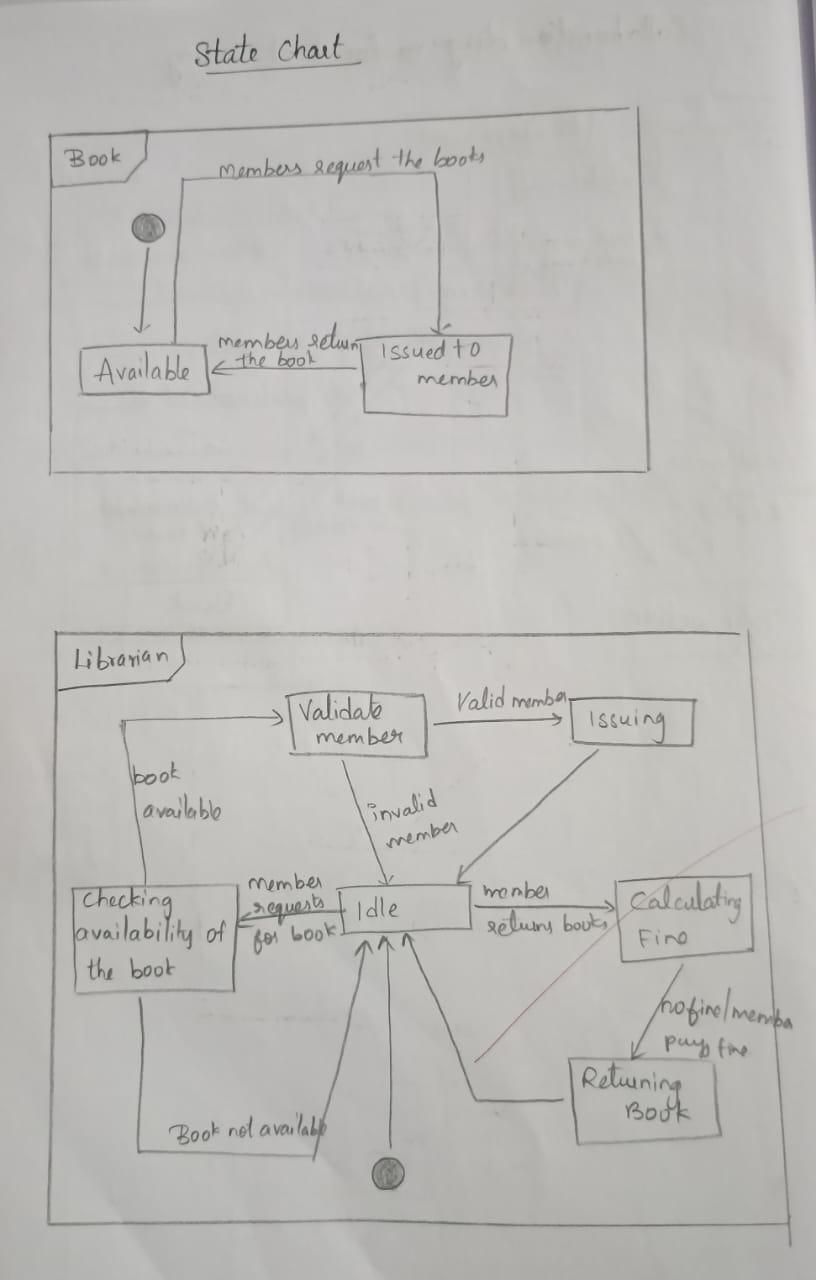 State Chart
Book
Members request the books
members return
the book
Available
Issued to
member
Librarian
Validate
member
Valid member
Issuing
book
available
invalid
member
Checking
availability of
the book
member
requests
for book
Idle
member
returns books
Calculating
Fine
no fine/member
pays fine
Returning
Book
Book not available